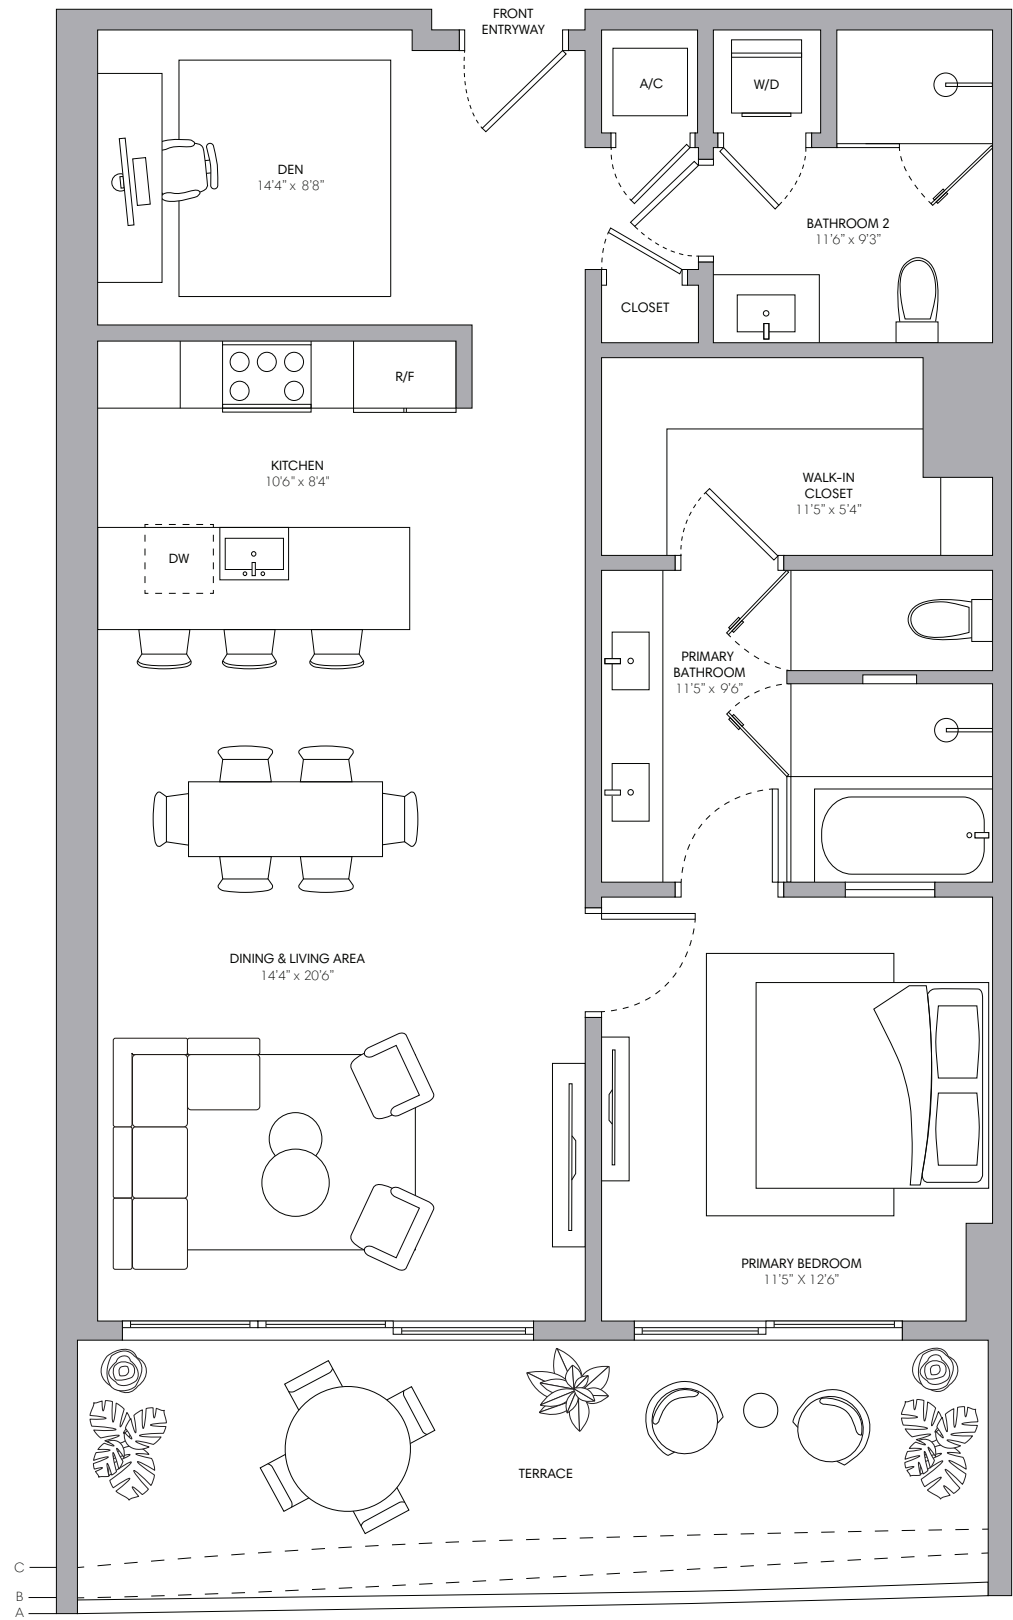 FRONT
ENTRYWAY
A/C
W/D
DEN
14'4" x 8'8"
BATHROOM 2
11'6" x 9'3"
CLOSET
R/F
KITCHEN
10'6" x 8'4"
WALK-IN
CLOSET
11'5" x 5'4"
DW
PRIMARY
BATHROOM
11'5" x 9'6"
DINING & LIVING AREA
14'4" x 20'6"
PRIMARY BEDROOM
11'5" X 12'6"
TERRACE
C
B
A